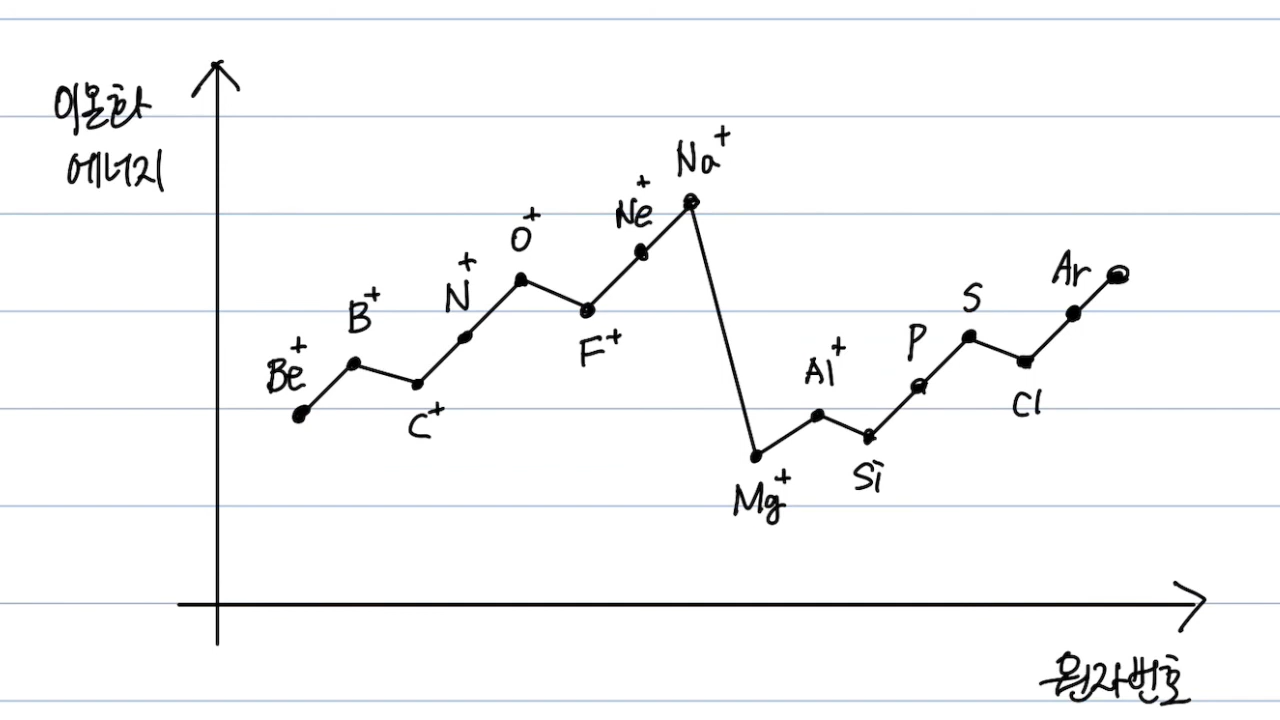 이온화
에너지
Be+
B+
C+
N+
O+
F+
Ne+
Na+
Mg+
Al+
Si
P
S
Cl
Ar
원자번호